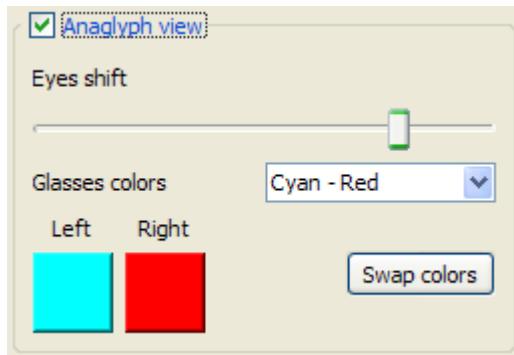 Anaglyph view
Eyes shift
Glasses colors Cyan - Red
Left Right
Swap colors